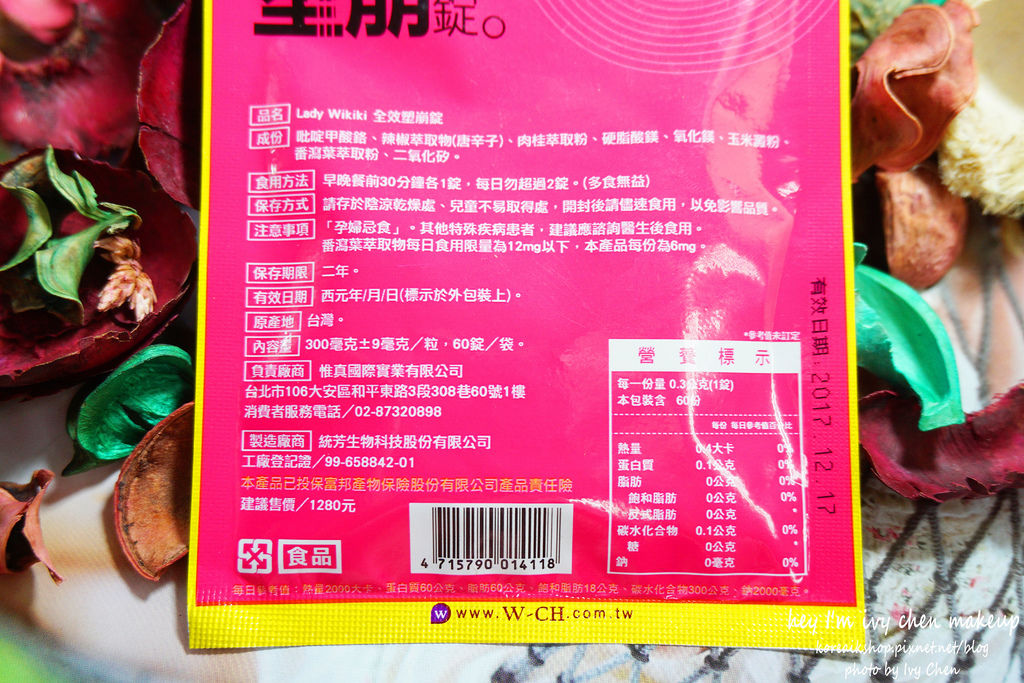 塑崩錠。
品名 Lady Wikiki 全效塑崩錠
成份 吡啶甲酸鉻、辣椒萃取物(唐辛子)、肉桂萃取粉、硬脂酸鎂、氧化鎂、玉米澱粉、
番瀉葉萃取粉、二氧化矽。
食用方法 早晚餐前30分鐘各1錠，每日勿超過2錠。(多食無益)
保存方式 請存於陰涼乾燥處、兒童不易取得處，開封後請儘速食用，以免影響品質。
注意事項 「孕婦忌食」。其他特殊疾病患者，建議應諮詢醫生後食用。
番瀉葉萃取物每日食用限量為12mg以下，本產品每份為6mg。
保存期限 二年。
有效日期 西元年/月/日(標示於外包裝上)。
原產地 台灣。
內容量 300毫克±9毫克／粒，60錠／袋。
負責廠商 惟真國際實業有限公司
台北市106大安區和平東路3段308巷60號1樓
消費者服務電話／02-87320898
製造廠商 統芳生物科技股份有限公司
工廠登記證／99-658842-01
本產品已投保富邦產物保險股份有限公司產品責任險
建議售價／1280元
食品
4 715790 014118
*參考值未訂定
營養標示
每一份量 0.3公克(1錠)
本包裝含 60份
每份 每日參考值百分比
熱量 0.4大卡 0%
蛋白質 0.1公克 0%
脂肪 0公克 0%
飽和脂肪 0公克 0%
反式脂肪 0公克 *
碳水化合物 0.1公克 0%
糖 0公克 *
鈉 0毫克 0%
每日參考值：熱量2000大卡、蛋白質60公克、脂肪60公克、飽和脂肪18公克、碳水化合物300公克、鈉2000毫克。
有效日期:2017.12.17
W www.W-CH.com.tw
hey I'm ivy chen makeup
koreaikshop.pixnet.net/blog
photo by Ivy Chen